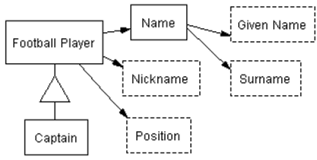 Name
Given Name
Football Player
Nickname
Surname
Captain
Position